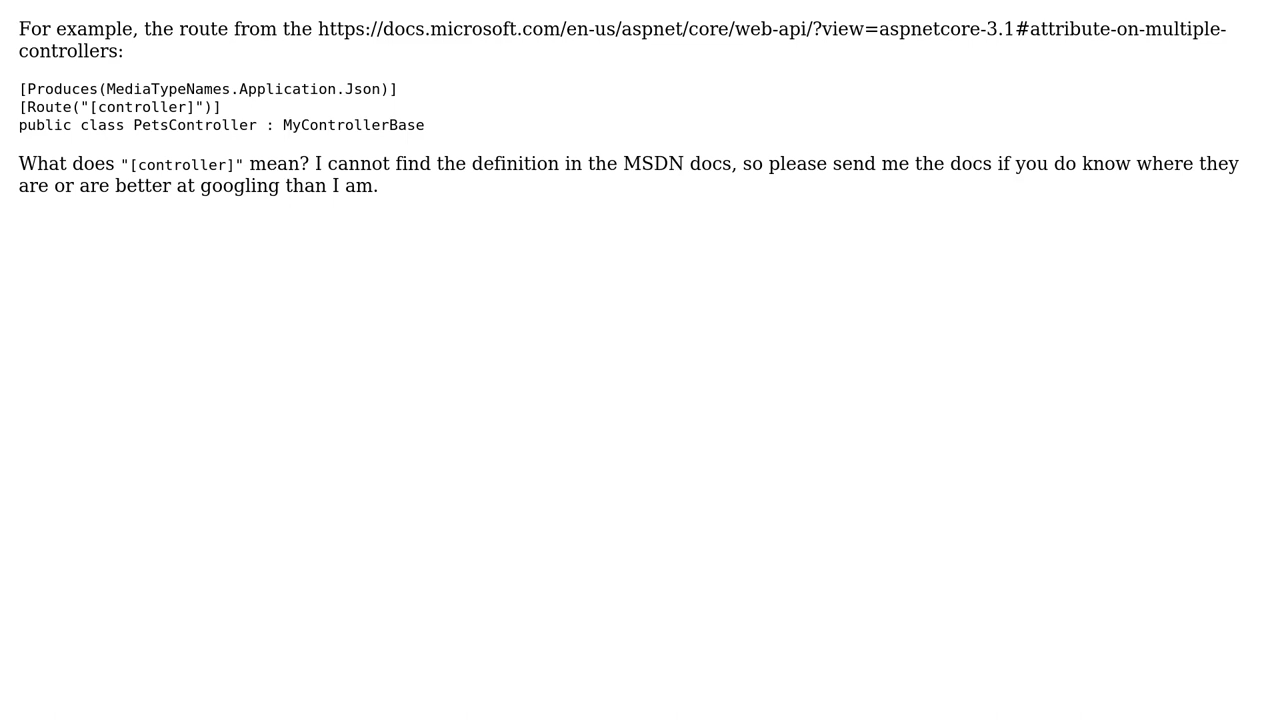 For example, the route from the https://docs.microsoft.com/en-us/aspnet/core/web-api/?view=aspnetcore-3.1#attribute-on-multiple-
controllers:
[Produces(MediaTypeNames.Application.Json)]
[Route("[controller]")]
public class PetsController : MyControllerBase
What does "[controller]" mean? I cannot find the definition in the MSDN docs, so please send me the docs if you do know where they
are or are better at googling than I am.